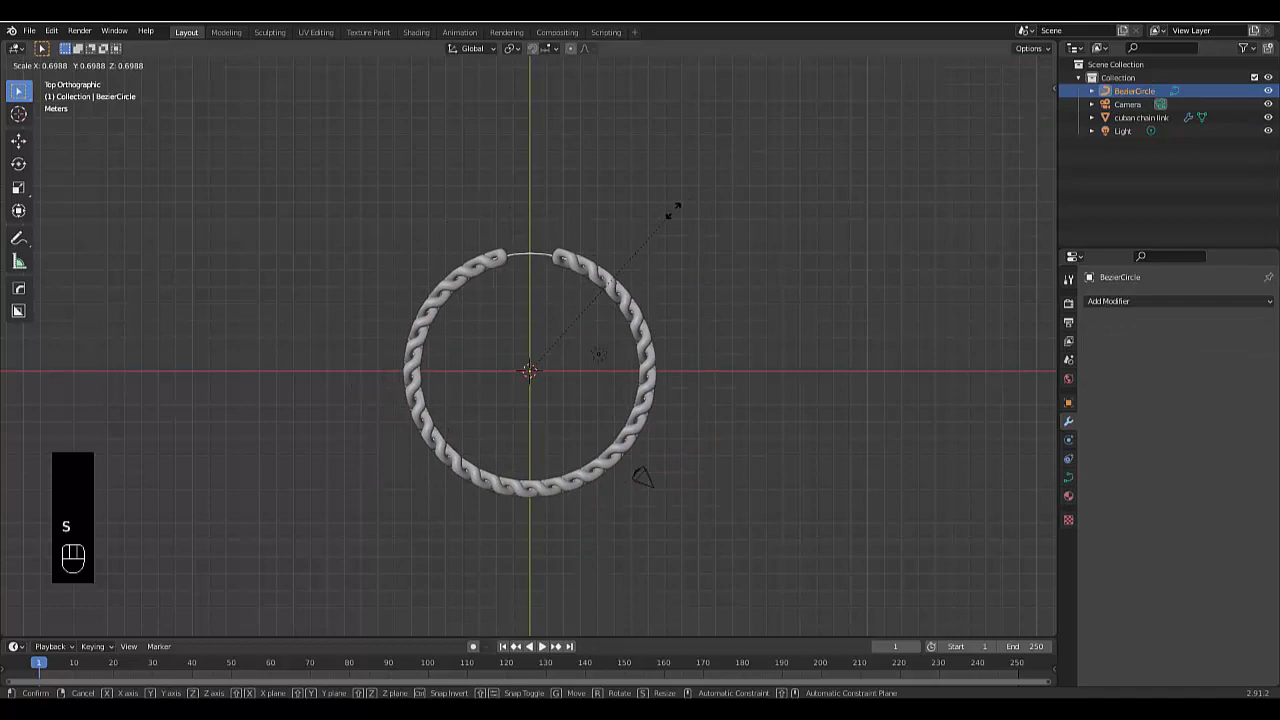 File Edit Render Window Help Layout Modeling Sculpting UV Editing Texture Paint Shading Animation Rendering Compositing Scripting Scene View Layer
Global Options
Scale X: 0.6988 Y: 0.6988 Z: 0.6988
Top Orthographic
(1) Collection | BezierCircle
Meters
Scene Collection
Collection
BezierCircle
Camera
cuban chain link
Light
BezierCircle
Add Modifier
S
Playback Keying View Marker 1 Start 1 End 250
1 10 20 30 40 50 60 70 80 90 100 110 120 130 140 150 160 170 180 190 200 210 220 230 240 250
Confirm Cancel X X axis Y Y axis Z Z axis X X plane Y Y plane Z Z plane Snap Invert Snap Toggle G Move R Rotate S Resize Automatic Constraint Automatic Constraint Plane 2.91.2